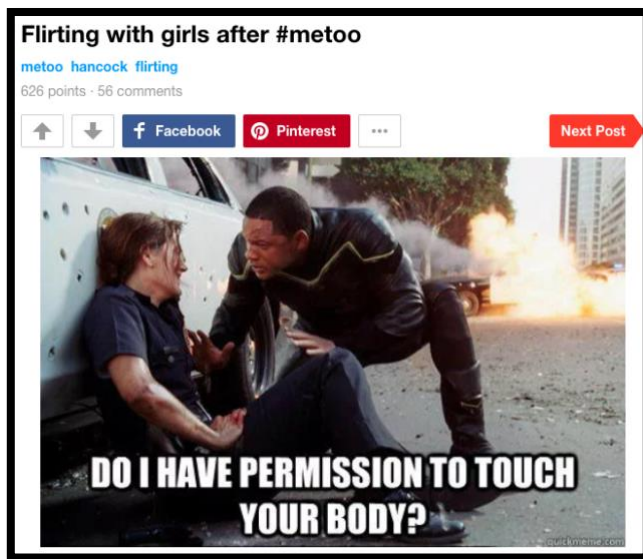 Flirting with girls after #metoo
metoo hancock flirting
626 points · 56 comments
Facebook Pinterest ••• Next Post
DO I HAVE PERMISSION TO TOUCH
YOUR BODY?
quickmeme.com